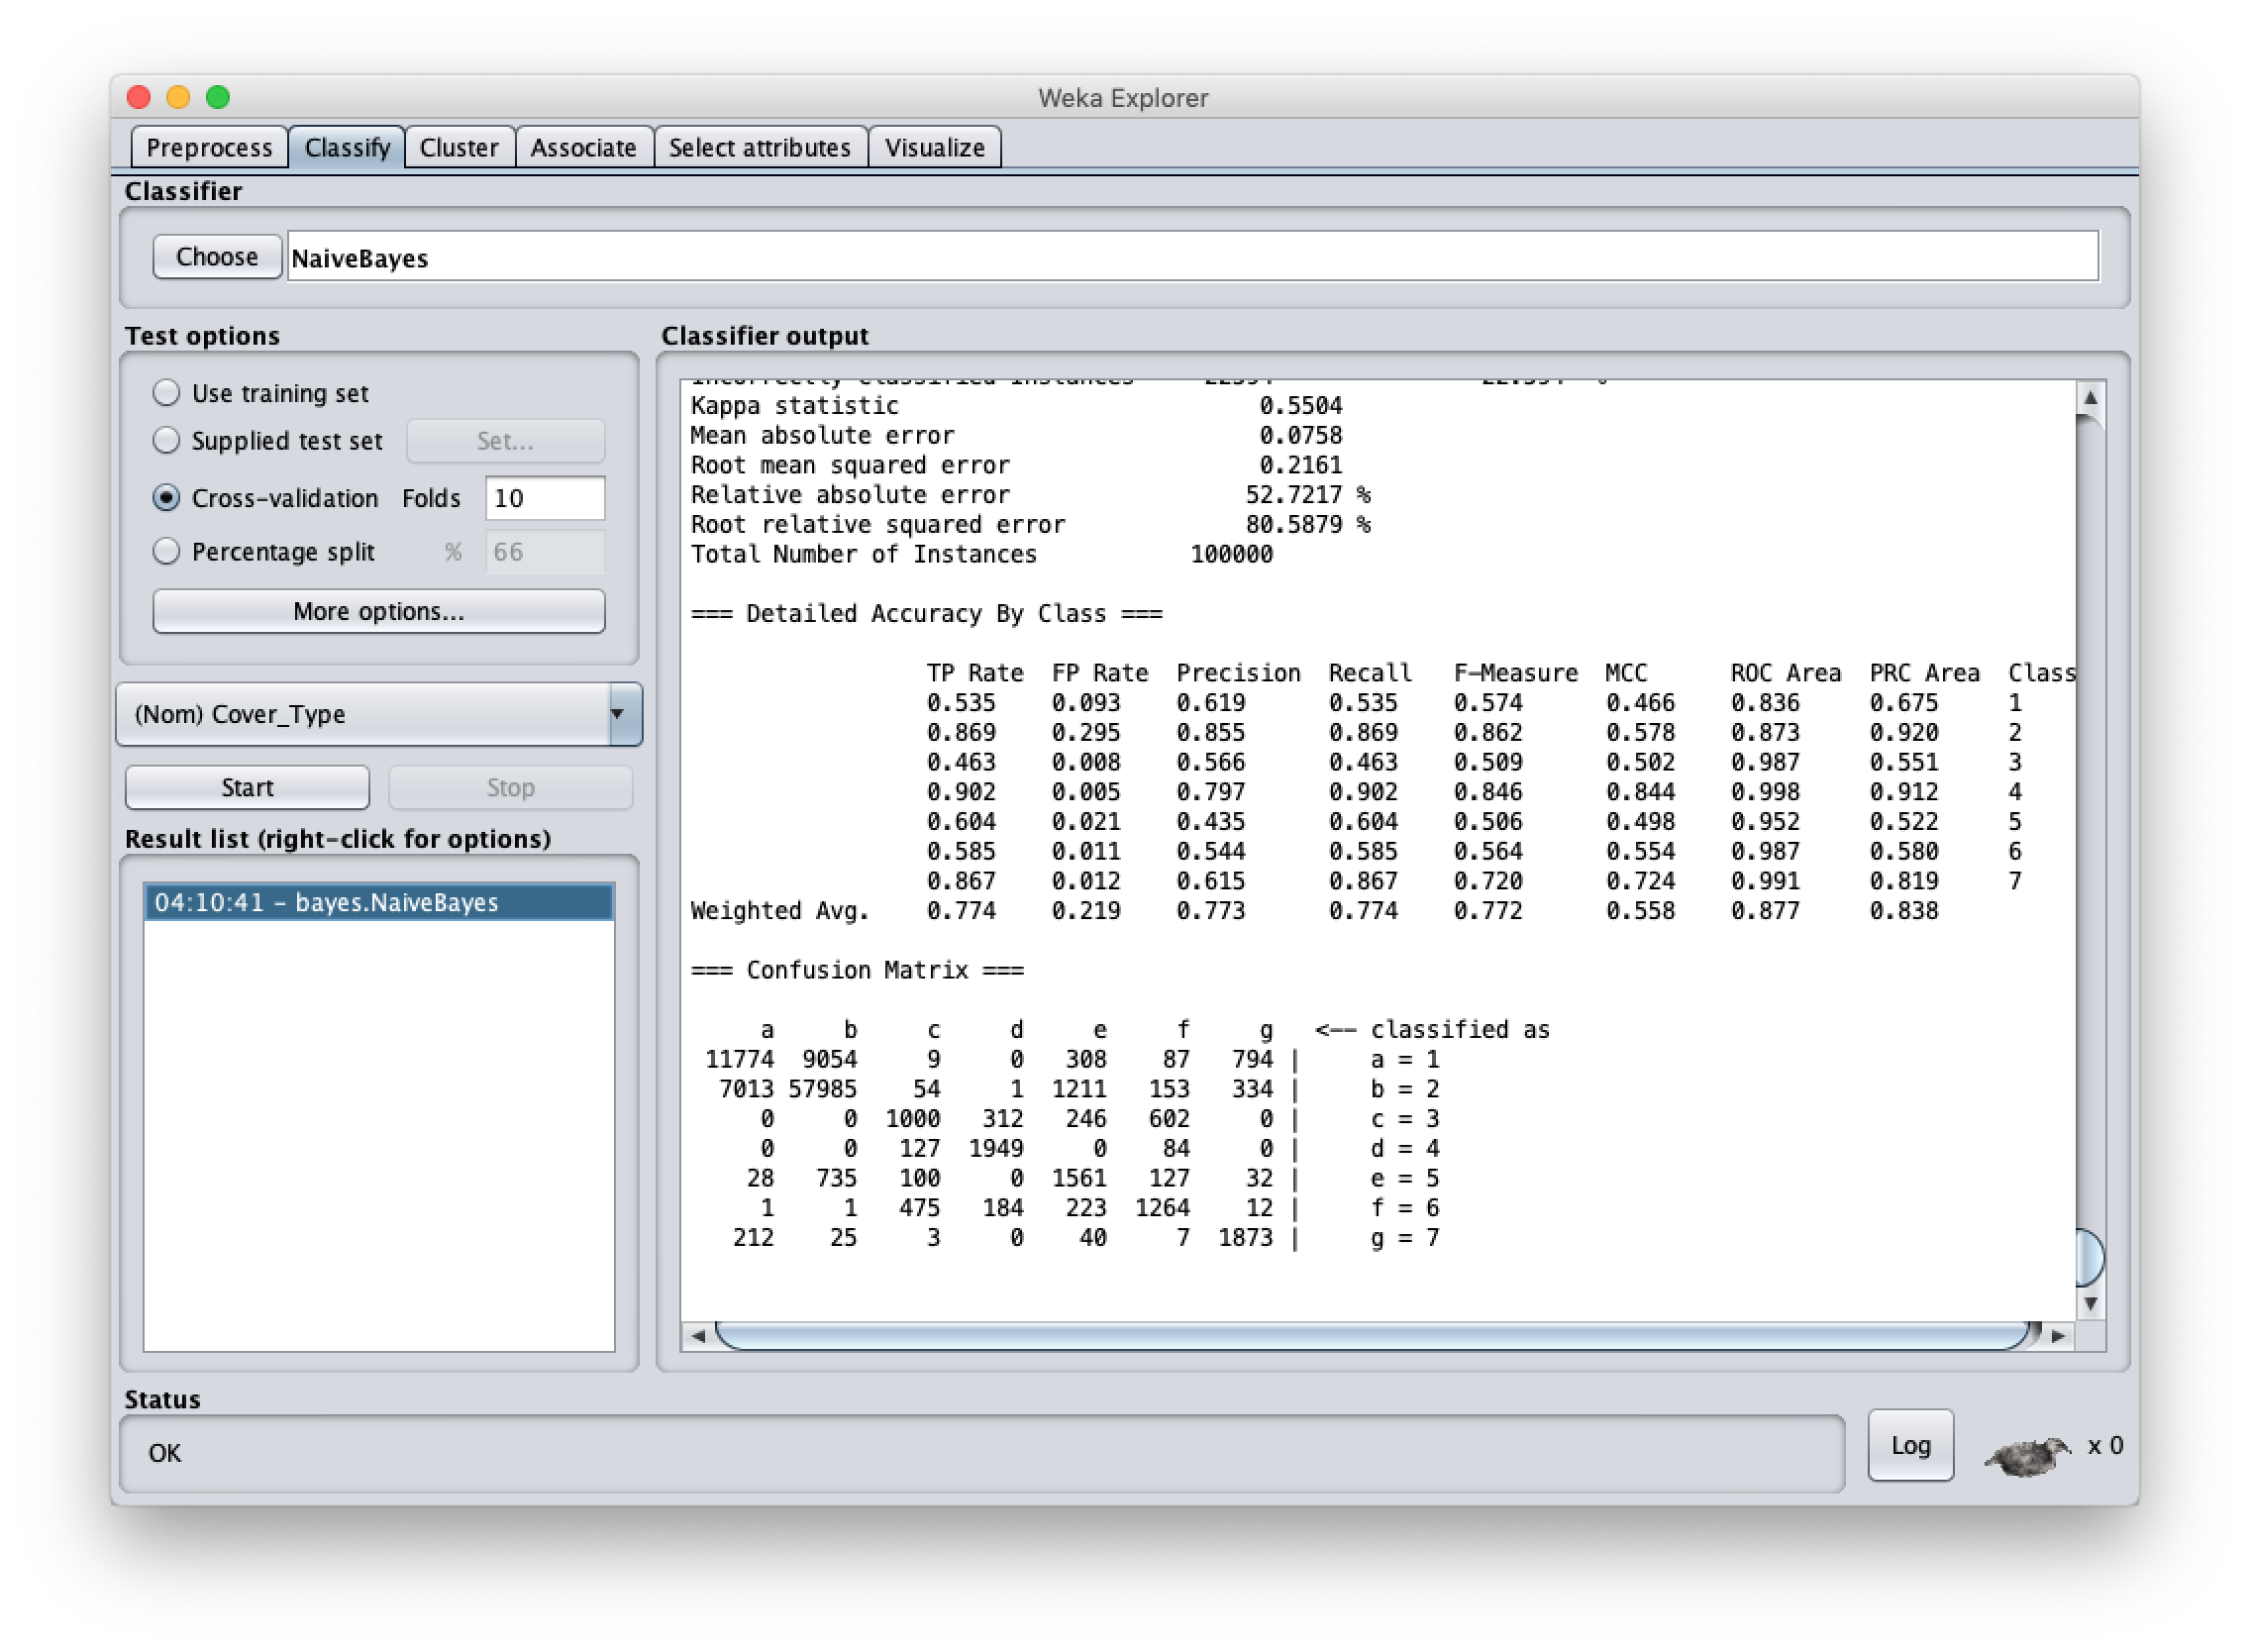 Weka Explorer
Preprocess Classify Cluster Associate Select attributes Visualize
Classifier
Choose NaiveBayes
Test options
Use training set
Supplied test set Set...
Cross-validation Folds 10
Percentage split % 66
More options...
(Nom) Cover_Type
Start Stop
Result list (right-click for options)
04:10:41 - bayes.NaiveBayes
Classifier output
Incorrectly Classified Instances
Kappa statistic 0.5504
Mean absolute error 0.0758
Root mean squared error 0.2161
Relative absolute error 52.7217 %
Root relative squared error 80.5879 %
Total Number of Instances 100000
=== Detailed Accuracy By Class ===
TP Rate FP Rate Precision Recall F-Measure MCC ROC Area PRC Area Class
0.535 0.093 0.619 0.535 0.574 0.466 0.836 0.675 1
0.869 0.295 0.855 0.869 0.862 0.578 0.873 0.920 2
0.463 0.008 0.566 0.463 0.509 0.502 0.987 0.551 3
0.902 0.005 0.797 0.902 0.846 0.844 0.998 0.912 4
0.604 0.021 0.435 0.604 0.506 0.498 0.952 0.522 5
0.585 0.011 0.544 0.585 0.564 0.554 0.987 0.580 6
0.867 0.012 0.615 0.867 0.720 0.724 0.991 0.819 7
Weighted Avg. 0.774 0.219 0.773 0.774 0.772 0.558 0.877 0.838
=== Confusion Matrix ===
a b c d e f g <-- classified as
11774 9054 9 0 308 87 794 | a = 1
7013 57985 54 1 1211 153 334 | b = 2
0 0 1000 312 246 602 0 | c = 3
0 0 127 1949 0 84 0 | d = 4
28 735 100 0 1561 127 32 | e = 5
1 1 475 184 223 1264 12 | f = 6
212 25 3 0 40 7 1873 | g = 7
Status
OK
Log x 0